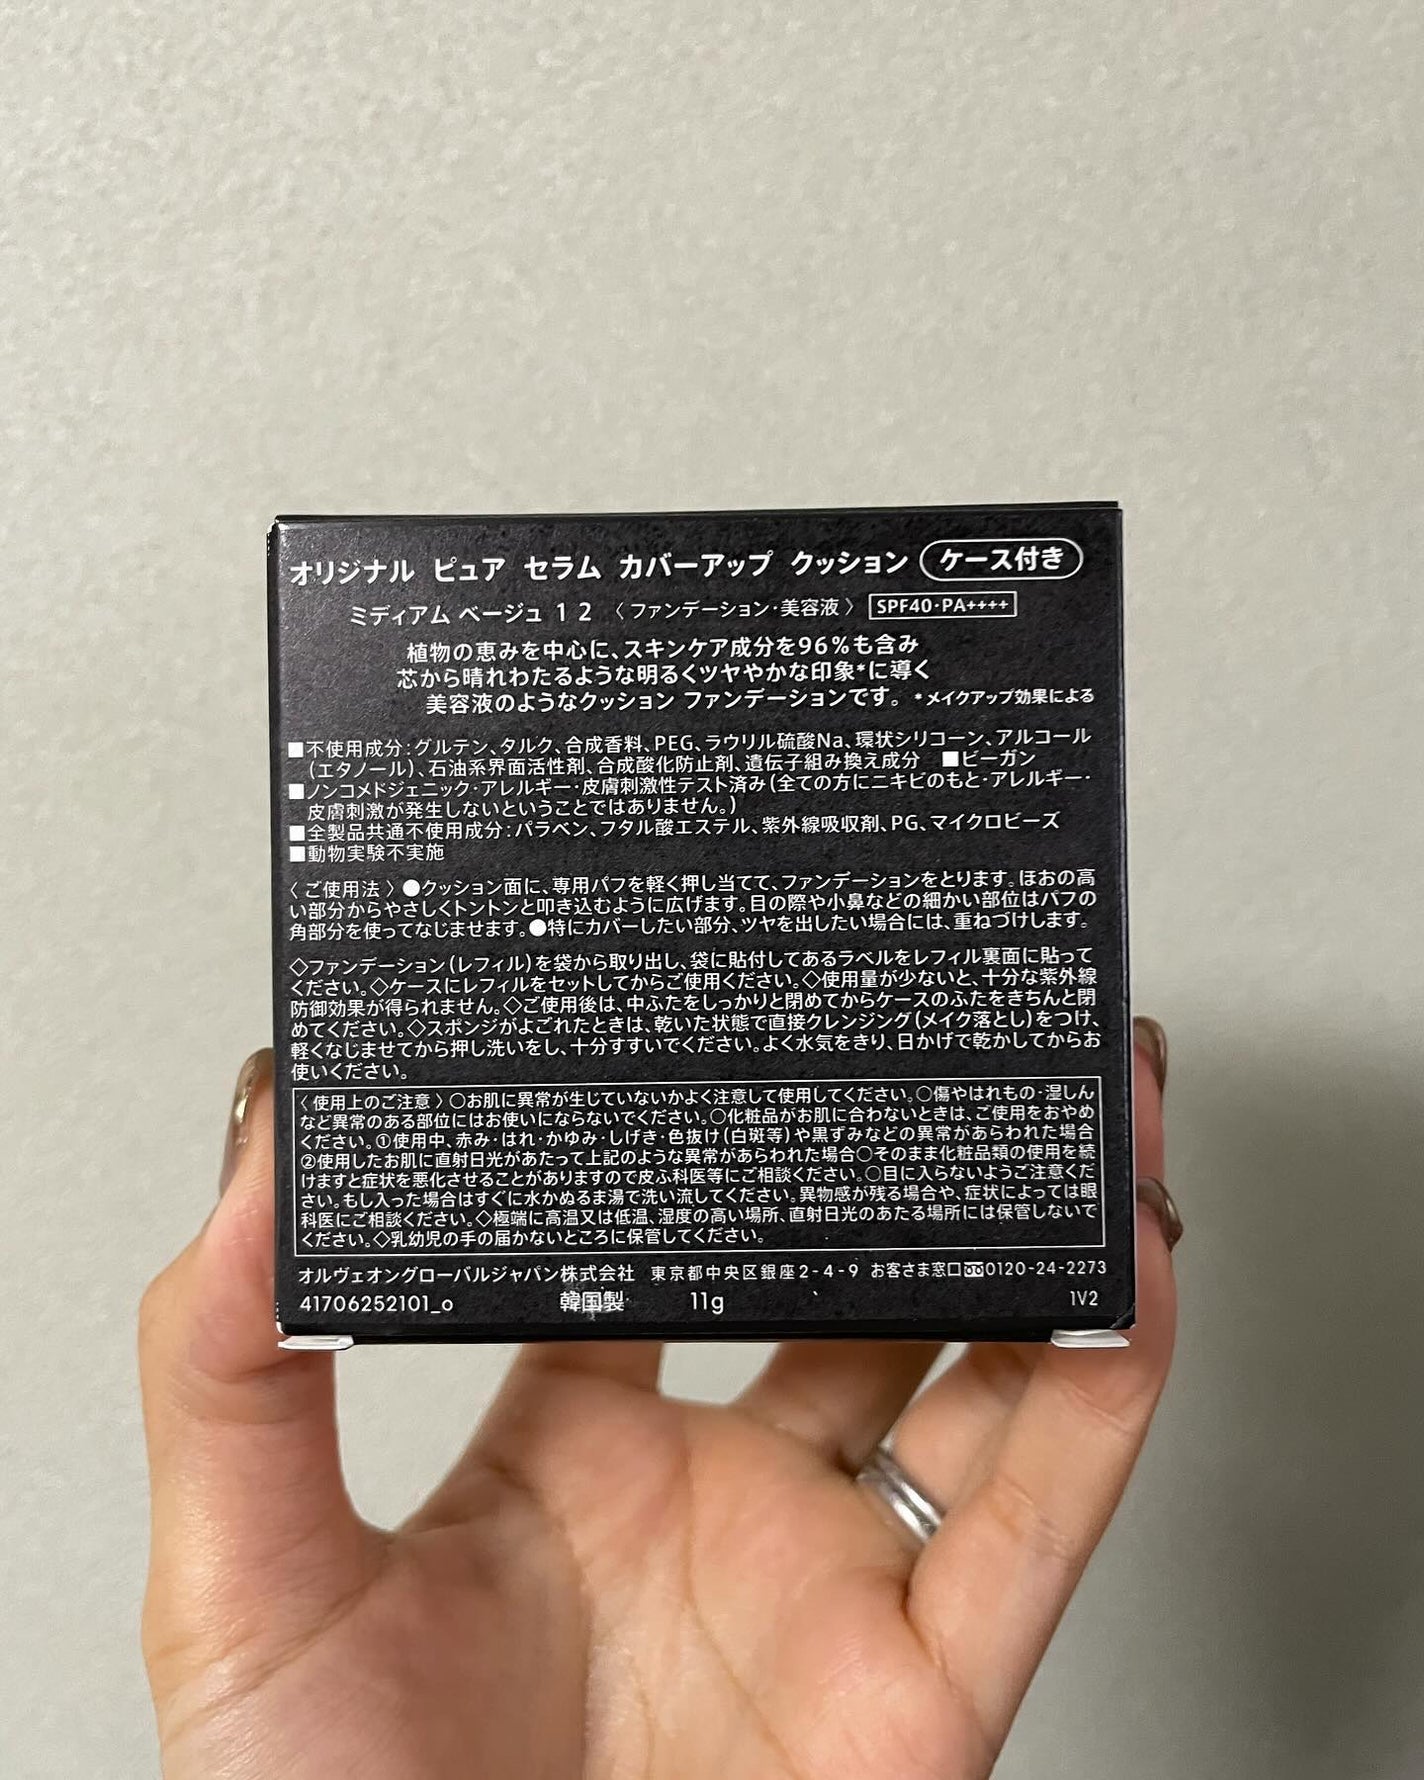 オリジナル ピュア セラム カバーアップ クッション ケース付き
ミディアム ベージュ 12 〈ファンデーション・美容液〉 SPF40・PA++++
植物の恵みを中心に、スキンケア成分を96%も含み
芯から晴れわたるような明るくツヤやかな印象*に導く
美容液のようなクッション ファンデーションです。 *メイクアップ効果による
■不使用成分：グルテン、タルク、合成香料、PEG、ラウリル硫酸Na、環状シリコーン、アルコール
（エタノール）、石油系界面活性剤、合成酸化防止剤、遺伝子組み換え成分 ■ビーガン
■ノンコメドジェニック・アレルギー・皮膚刺激性テスト済み（全ての方にニキビのもと・アレルギー・
皮膚刺激が発生しないということではありません。）
■全製品共通不使用成分：パラベン、フタル酸エステル、紫外線吸収剤、PG、マイクロビーズ
■動物実験不実施
〈ご使用法〉●クッション面に、専用パフを軽く押し当てて、ファンデーションをとります。ほおの高
い部分からやさしくトントンと叩き込むように広げます。目の際や小鼻などの細かい部位はパフの
角部分を使ってなじませます。●特にカバーしたい部分、ツヤを出したい場合には、重ねづけします。
◇ファンデーション（レフィル）を袋から取り出し、袋に貼付してあるラベルをレフィル裏面に貼って
ください。◇ケースにレフィルをセットしてからご使用ください。◇使用量が少ないと、十分な紫外線
防御効果が得られません。◇ご使用後は、中ふたをしっかりと閉めてからケースのふたをきちんと閉
めてください。◇スポンジがよごれたときは、乾いた状態で直接クレンジング（メイク落とし）をつけ、
軽くなじませてから押し洗いをし、十分すすいでください。よく水気をきり、日かげで乾かしてからお
使いください。
〈使用上のご注意〉○お肌に異常が生じていないかよく注意して使用してください。○傷やはれもの・湿しん
など異常のある部位にはお使いにならないでください。○化粧品がお肌に合わないときは、ご使用をおやめ
ください。①使用中、赤み・はれ・かゆみ・しげき・色抜け（白斑等）や黒ずみなどの異常があらわれた場合
②使用したお肌に直射日光があたって上記のような異常があらわれた場合○そのまま化粧品類の使用を続
けますと症状を悪化させることがありますので皮ふ科医等にご相談ください。○目に入らないようご注意くだ
さい。もし入った場合はすぐに水かぬるま湯で洗い流してください。異物感が残る場合や、症状によっては眼
科医にご相談ください。◇極端に高温又は低温、湿度の高い場所、直射日光のあたる場所には保管しないで
ください。◇乳幼児の手の届かないところに保管してください。
オルヴェオングローバルジャパン株式会社 東京都中央区銀座2-4-9 お客さま窓口0120-24-2273
41706252101_o 韓国製 11g 1V2